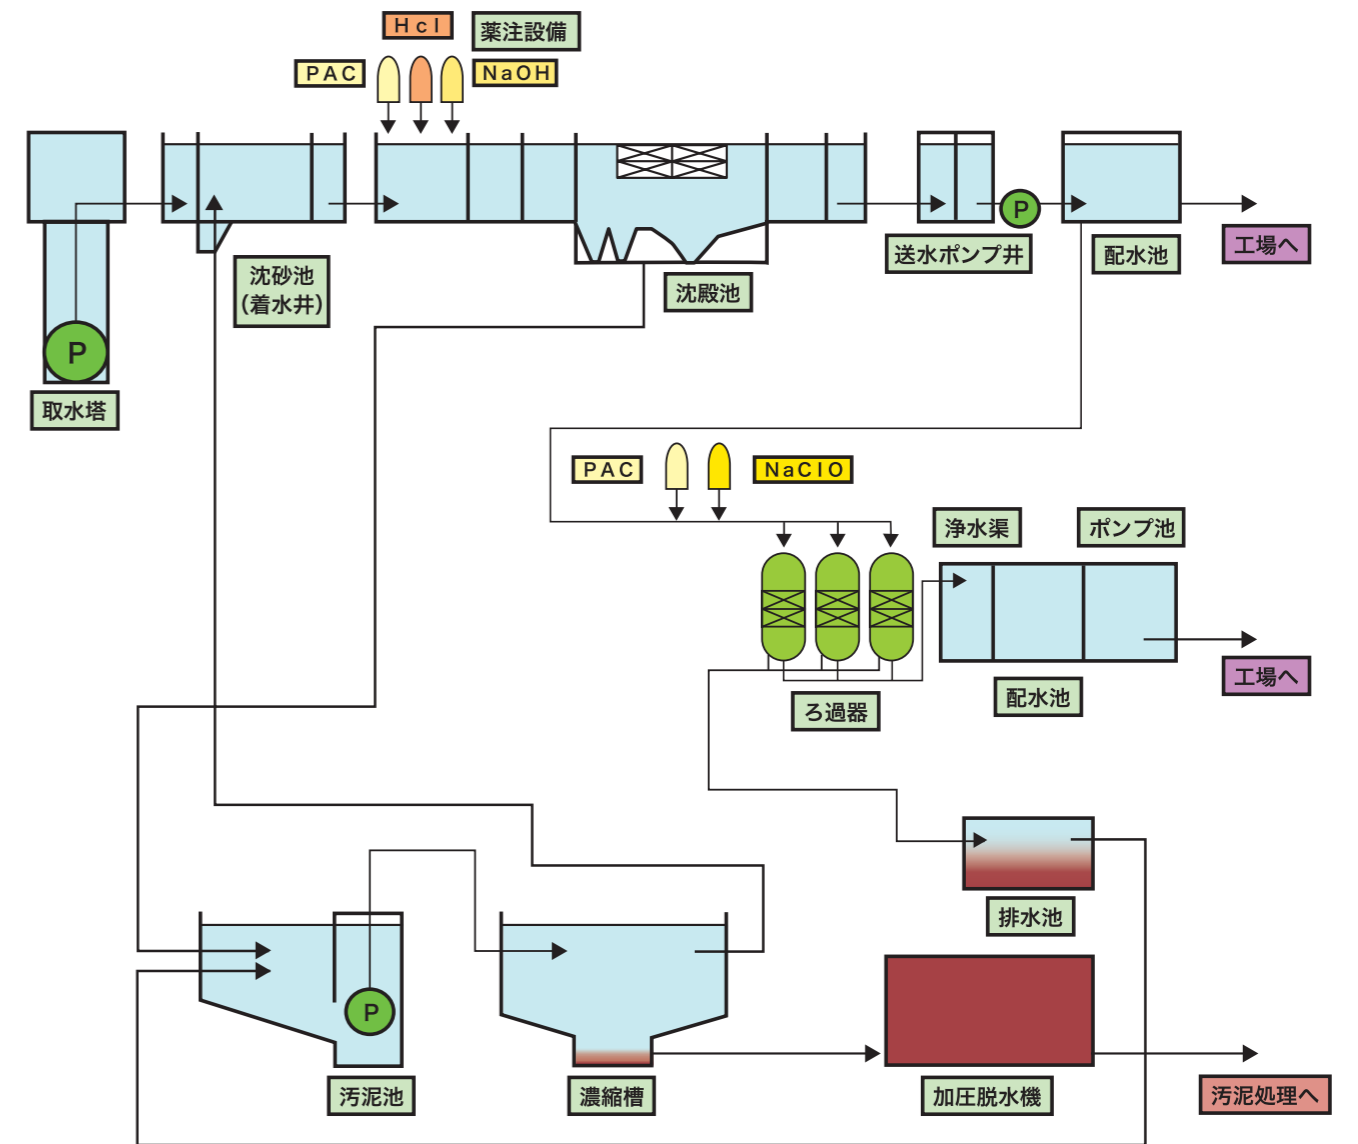 Hcl
薬注設備
PAC
NaOH
沈砂池
(着水井)
沈殿池
送水ポンプ井
P
配水池
工場へ
P
取水塔
PAC
NaClO
浄水渠
ポンプ池
ろ過器
配水池
工場へ
排水池
P
汚泥池
濃縮槽
加圧脱水機
汚泥処理へ